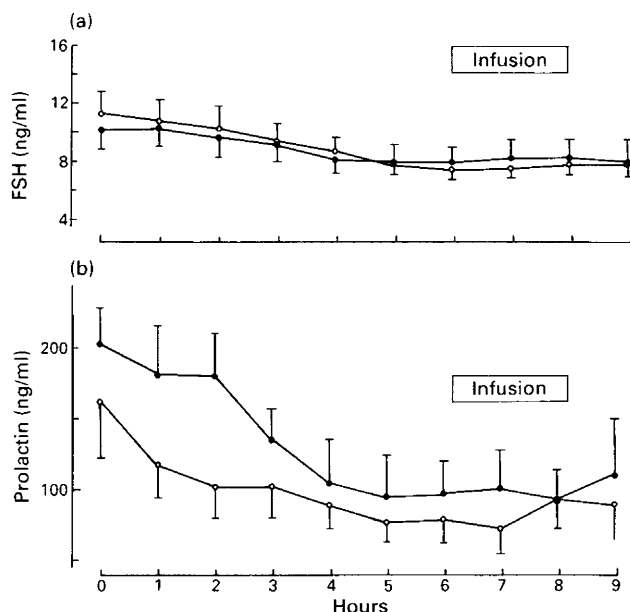 (a)
16
12
8
4
FSH (ng/ml)
Infusion
(b)
200
100
Prolactin (ng/ml)
Infusion
0 1 2 3 4 5 6 7 8 9
Hours